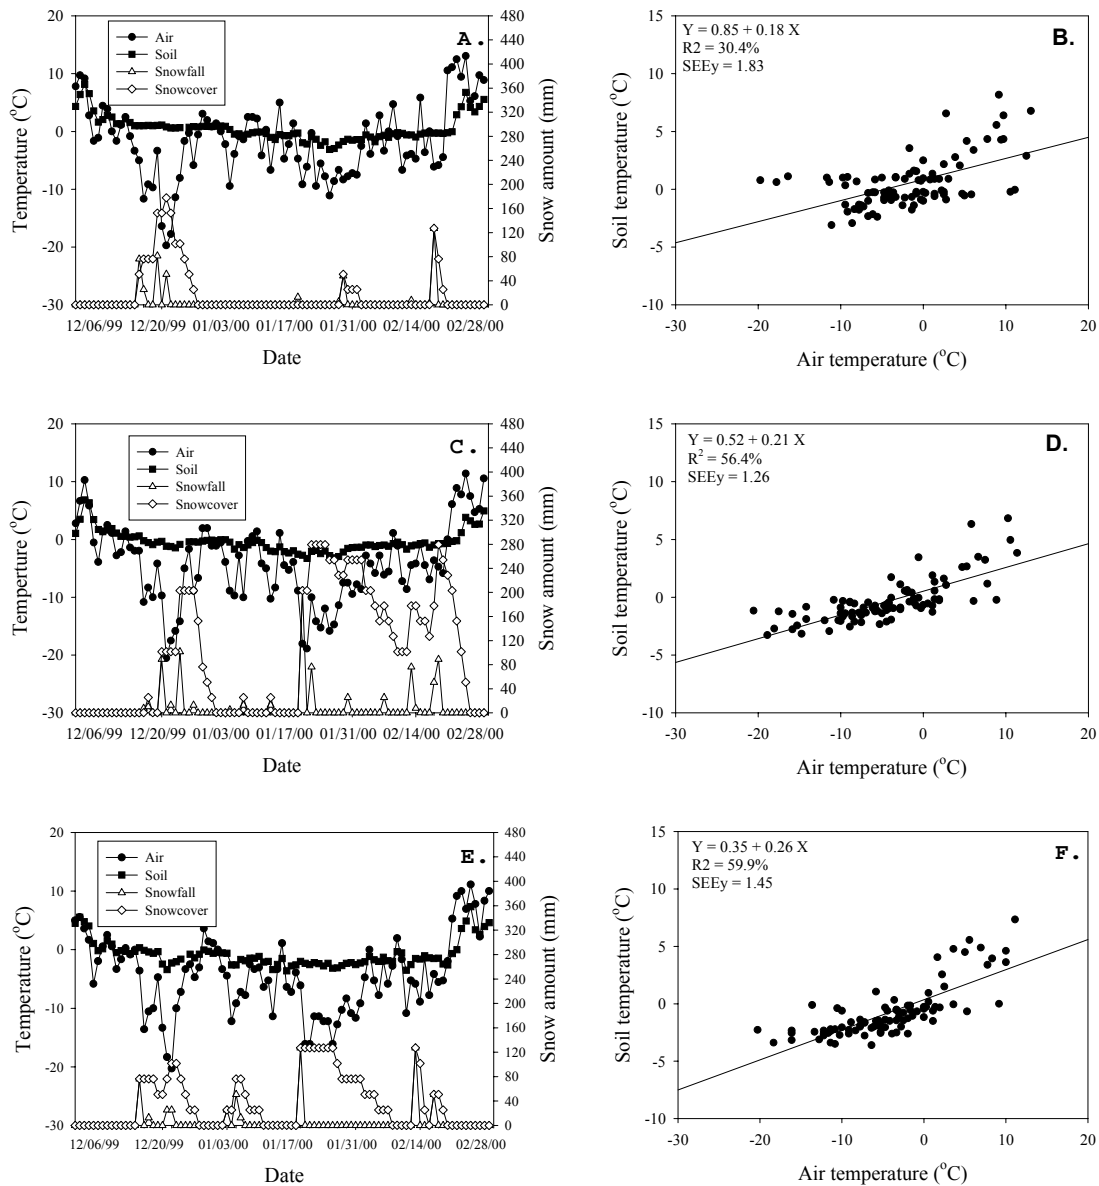 20
10
0
-10
-20
-30
Temperature (°C)
480
440
400
360
320
280
240
200
160
120
80
40
0
Snow amount (mm)
Air
Soil
Snowfall
Snowcover
A.
12/06/99 12/20/99 01/03/00 01/17/00 01/31/00 02/14/00 02/28/00
Date
Y = 0.85 + 0.18 X
R2 = 30.4%
SEEy = 1.83
B.
15
10
5
0
-5
-10
Soil temperature (°C)
-30 -20 -10 0 10 20
Air temperature (°C)
20
10
0
-10
-20
-30
Temperture (°C)
480
440
400
360
320
280
240
200
160
120
80
40
0
Snow amount (mm)
Air
Soil
Snowfall
Snowcover
C.
12/06/99 12/20/99 01/03/00 01/17/00 01/31/00 02/14/00 02/28/00
Date
Y = 0.52 + 0.21 X
R² = 56.4%
SEEy = 1.26
D.
15
10
5
0
-5
-10
Soil temperature (°C)
-30 -20 -10 0 10 20
Air temperature (°C)
20
10
0
-10
-20
-30
Temperature (°C)
480
440
400
360
320
280
240
200
160
120
80
40
0
Snow amount (mm)
Air
Soil
Snowfall
Snowcover
E.
12/06/99 12/20/99 01/03/00 01/17/00 01/31/00 02/14/00 02/28/00
Date
Y = 0.35 + 0.26 X
R2 = 59.9%
SEEy = 1.45
F.
15
10
5
0
-5
-10
Soil temperature (°C)
-30 -20 -10 0 10 20
Air temperature (°C)